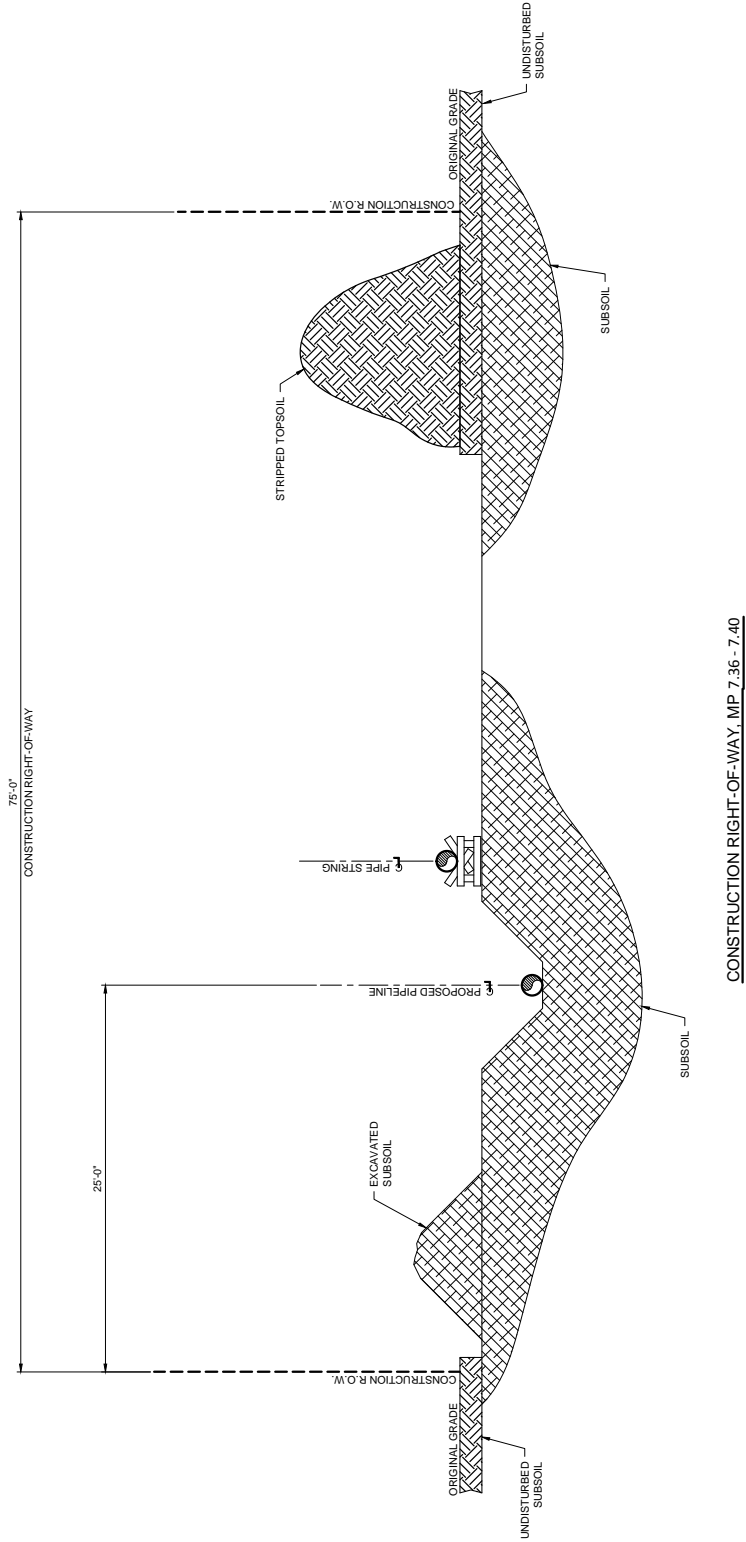 75'-0"
CONSTRUCTION RIGHT-OF-WAY
25'-0"
CONSTRUCTION R.O.W.
CONSTRUCTION R.O.W.
STRIPPED TOPSOIL
℄ PIPE STRING
℄ PROPOSED PIPELINE
EXCAVATED
SUBSOIL
ORIGINAL GRADE
ORIGINAL GRADE
UNDISTURBED
SUBSOIL
UNDISTURBED
SUBSOIL
SUBSOIL
SUBSOIL
CONSTRUCTION RIGHT-OF-WAY, MP 7.36 - 7.40